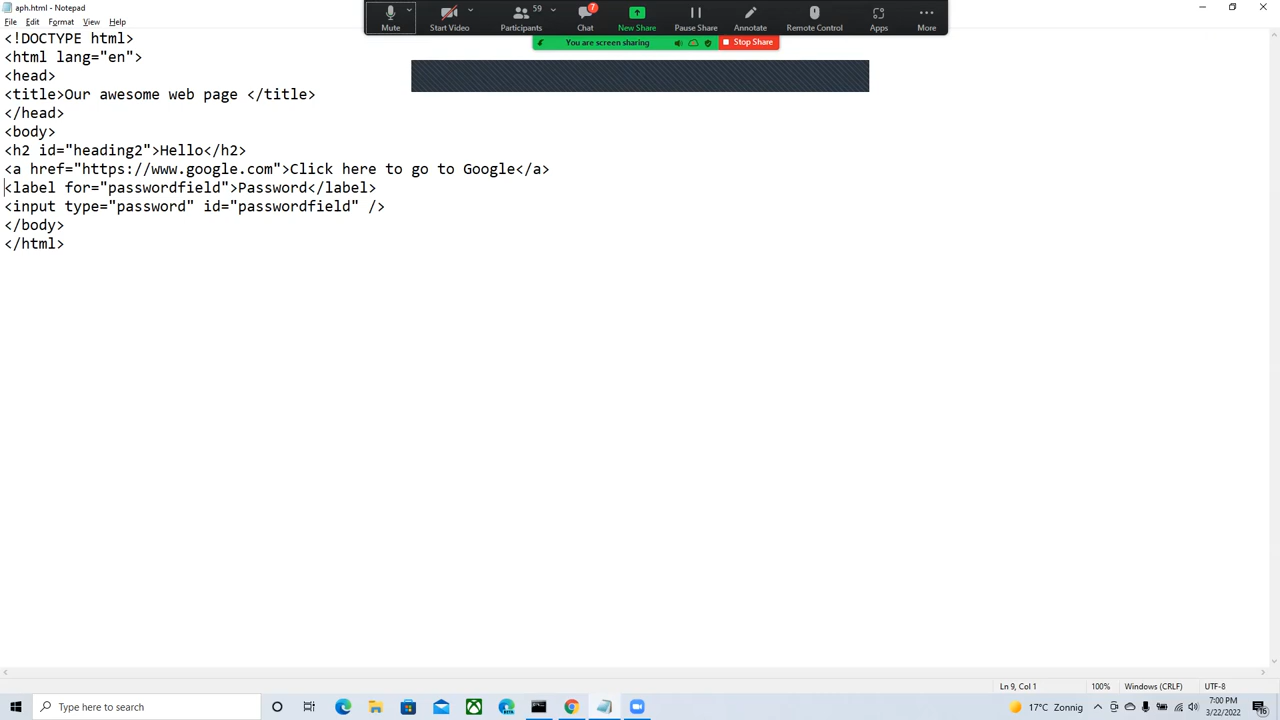 aph.html - Notepad
File Edit Format View Help
Mute Start Video 59 Participants 7 Chat New Share Pause Share Annotate Remote Control Apps More
You are screen sharing Stop Share
<!DOCTYPE html>
<html lang="en">
<head>
<title>Our awesome web page </title>
</head>
<body>
<h2 id="heading2">Hello</h2>
<a href="https://www.google.com">Click here to go to Google</a>
<label for="passwordfield">Password</label>
<input type="password" id="passwordfield" />
</body>
</html>
Ln 9, Col 1 100% Windows (CRLF) UTF-8
Type here to search
17°C Zonnig
7:00 PM
3/22/2022